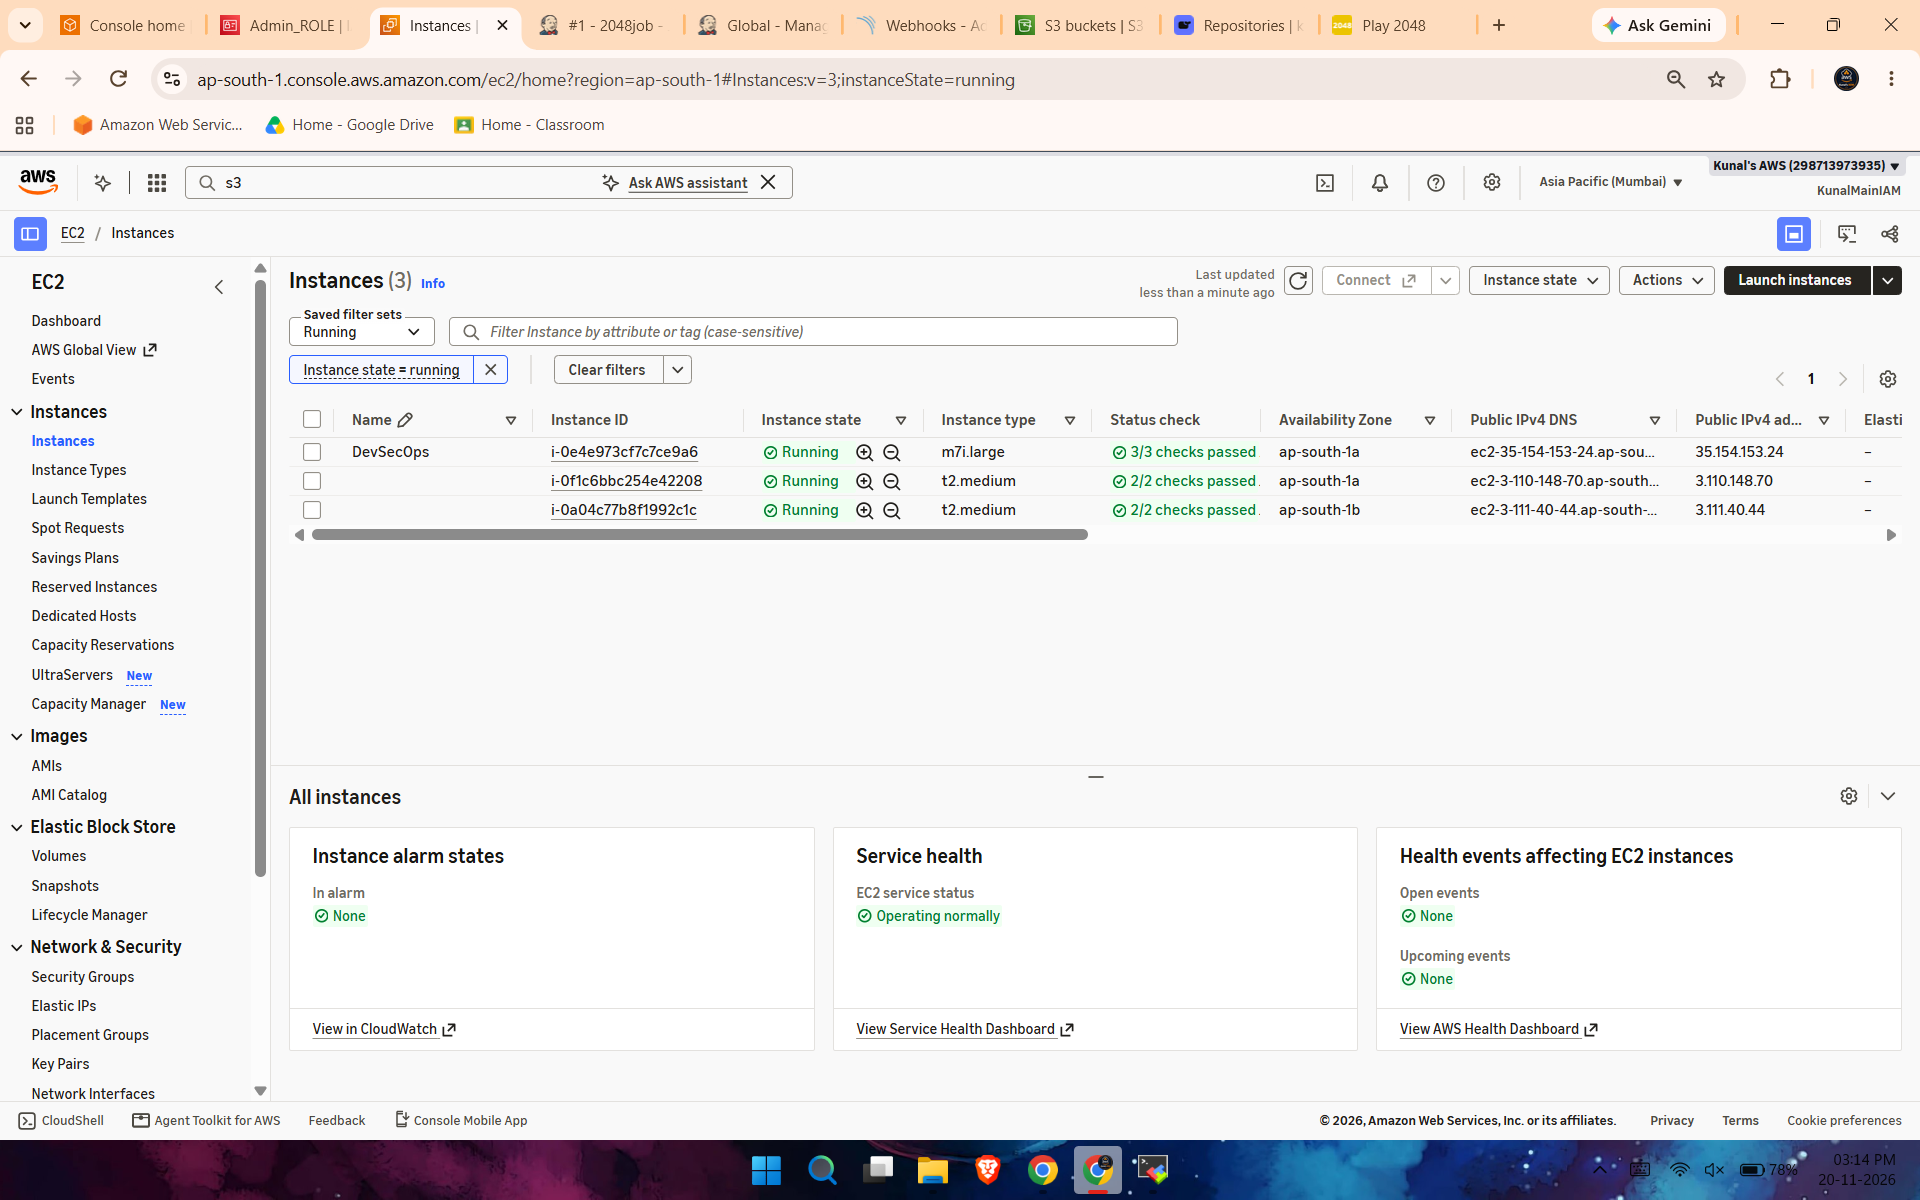 Console home
Admin_ROLE | I
Instances |
#1 - 2048job -
Global - Manag
Webhooks - Ad
S3 buckets | S3
Repositories | k
Play 2048
Ask Gemini
ap-south-1.console.aws.amazon.com/ec2/home?region=ap-south-1#Instances:v=3;instanceState=running
Amazon Web Servic...
Home - Google Drive
Home - Classroom
aws
s3
Ask AWS assistant
Asia Pacific (Mumbai)
Kunal's AWS (298713973935)
KunalMainIAM
EC2 / Instances
EC2
Dashboard
AWS Global View
Events
Instances
Instances
Instance Types
Launch Templates
Spot Requests
Savings Plans
Reserved Instances
Dedicated Hosts
Capacity Reservations
UltraServers New
Capacity Manager New
Images
AMIs
AMI Catalog
Elastic Block Store
Volumes
Snapshots
Lifecycle Manager
Network & Security
Security Groups
Elastic IPs
Placement Groups
Key Pairs
Network Interfaces
Instances (3) Info
Last updated
less than a minute ago
Connect
Instance state
Actions
Launch instances
Saved filter sets
Running
Filter Instance by attribute or tag (case-sensitive)
Instance state = running
Clear filters
1
Name Instance ID Instance state Instance type Status check Availability Zone Public IPv4 DNS Public IPv4 ad... Elasti
DevSecOps i-0e4e973cf7c7ce9a6 Running m7i.large 3/3 checks passed ap-south-1a ec2-35-154-153-24.ap-sou... 35.154.153.24 –
i-0f1c6bbc254e42208 Running t2.medium 2/2 checks passed ap-south-1a ec2-3-110-148-70.ap-south... 3.110.148.70 –
i-0a04c77b8f1992c1c Running t2.medium 2/2 checks passed ap-south-1b ec2-3-111-40-44.ap-south-... 3.111.40.44 –
All instances
Instance alarm states
In alarm
None
View in CloudWatch
Service health
EC2 service status
Operating normally
View Service Health Dashboard
Health events affecting EC2 instances
Open events
None
Upcoming events
None
View AWS Health Dashboard
CloudShell
Agent Toolkit for AWS
Feedback
Console Mobile App
© 2026, Amazon Web Services, Inc. or its affiliates.
Privacy
Terms
Cookie preferences
78%
03:14 PM
20-11-2026